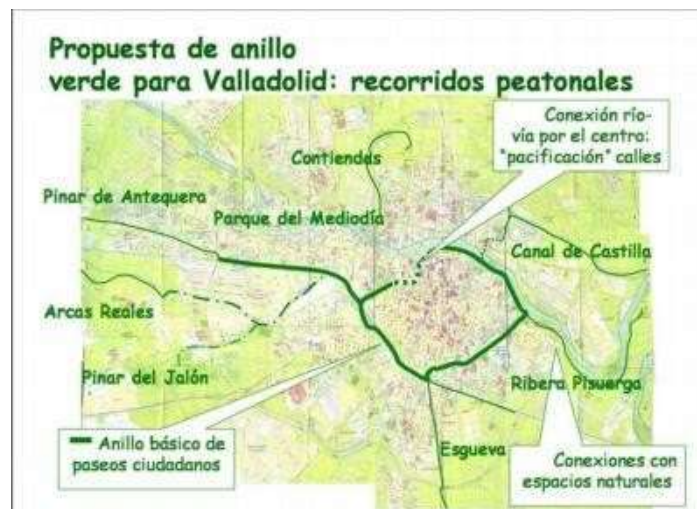 Propuesta de anillo
verde para Valladolid: recorridos peatonales
Conexión río-
vía por el centro:
"pacificación" calles
Contiendas
Pinar de Antequera
Parque del Mediodía
Canal de Castilla
Arcas Reales
Pinar del Jalón
Ribera Pisuerga
Anillo básico de
paseos ciudadanos
Esgueva
Conexiones con
espacios naturales